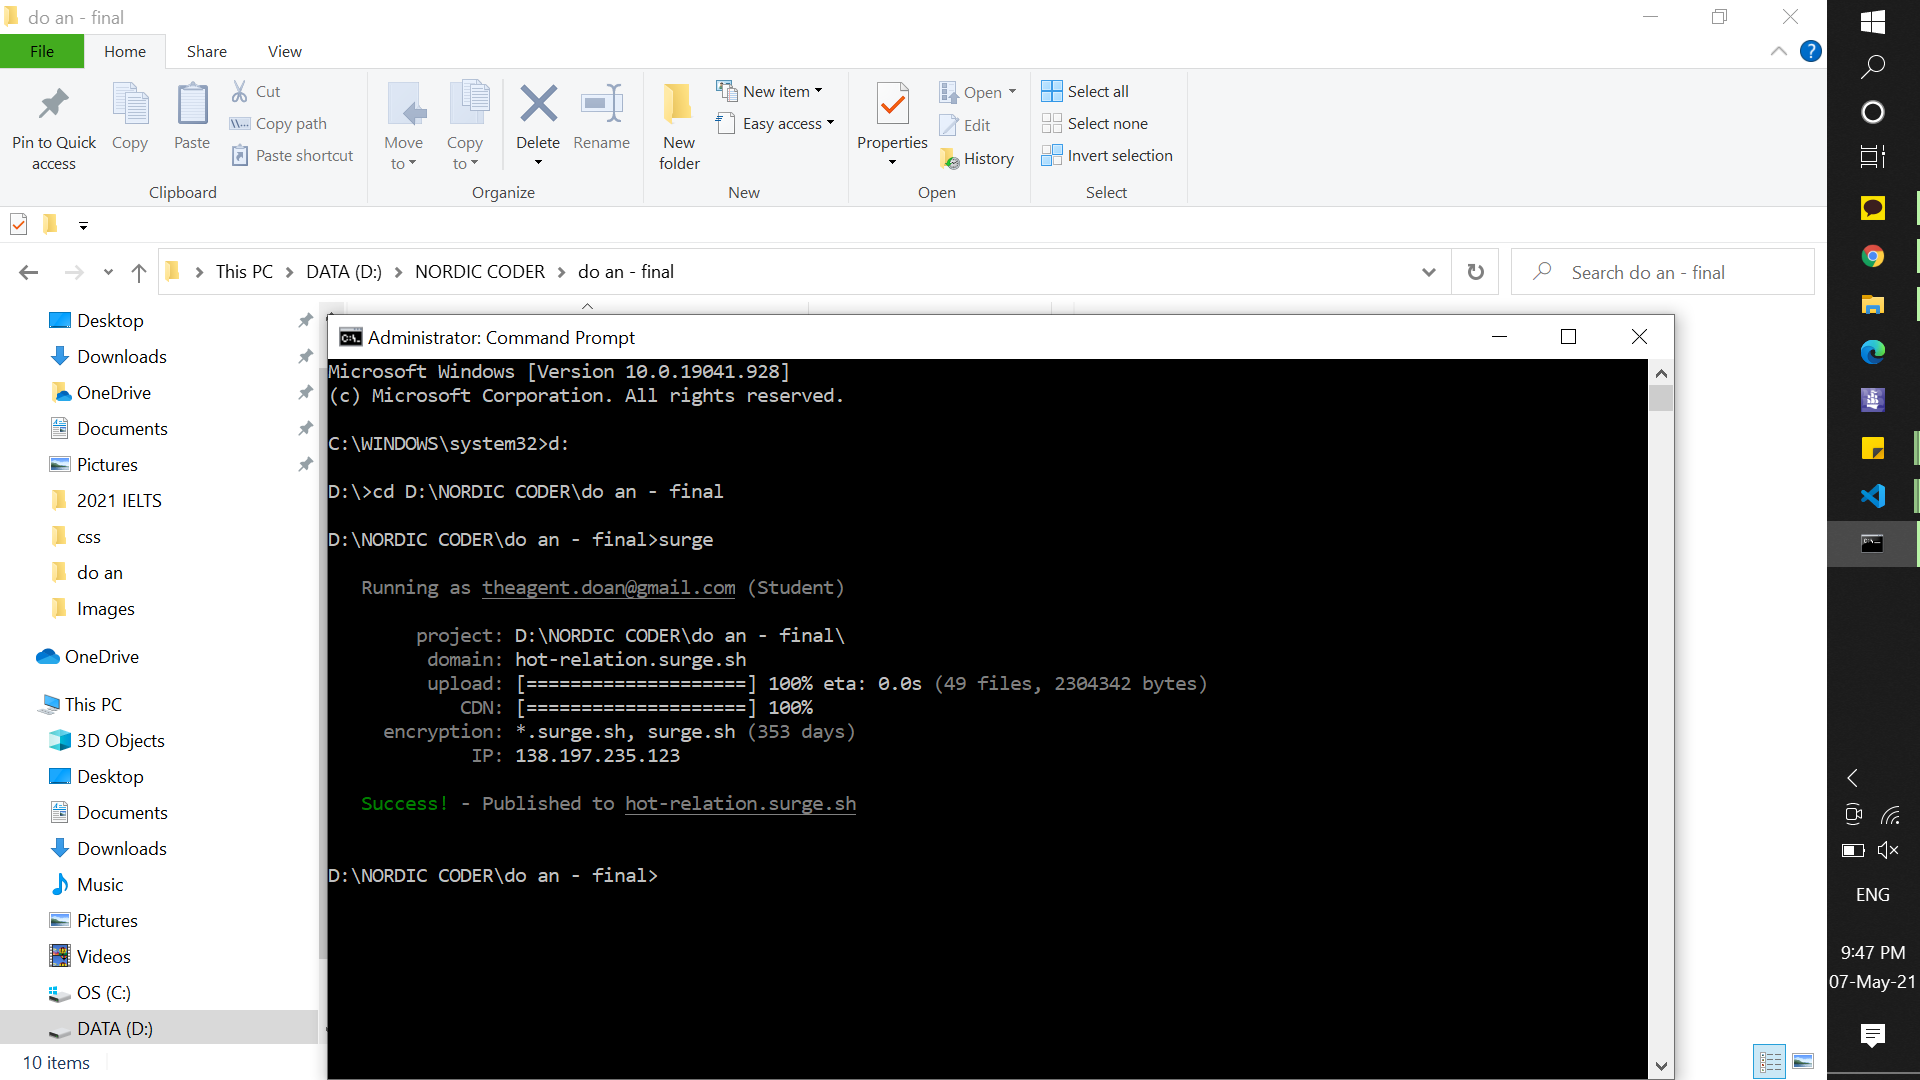 do an - final
File
Home
Share
View
Pin to Quick access
Copy
Paste
Cut
Copy path
Paste shortcut
Clipboard
Move to
Copy to
Delete
Rename
Organize
New folder
New item
Easy access
New
Properties
Open
Edit
History
Open
Select all
Select none
Invert selection
Select
This PC
DATA (D:)
NORDIC CODER
do an - final
Search do an - final
Desktop
Downloads
OneDrive
Documents
Pictures
2021 IELTS
css
do an
Images
OneDrive
This PC
3D Objects
Desktop
Documents
Downloads
Music
Pictures
Videos
OS (C:)
DATA (D:)
10 items
Administrator: Command Prompt
Microsoft Windows [Version 10.0.19041.928]
(c) Microsoft Corporation. All rights reserved.
C:\WINDOWS\system32>d:
D:\>cd D:\NORDIC CODER\do an - final
D:\NORDIC CODER\do an - final>surge
Running as theagent.doan@gmail.com (Student)
project: D:\NORDIC CODER\do an - final\
domain: hot-relation.surge.sh
upload: [====================] 100% eta: 0.0s (49 files, 2304342 bytes)
CDN: [====================] 100%
encryption: *.surge.sh, surge.sh (353 days)
IP: 138.197.235.123
Success! - Published to hot-relation.surge.sh
D:\NORDIC CODER\do an - final>
ENG
9:47 PM
07-May-21